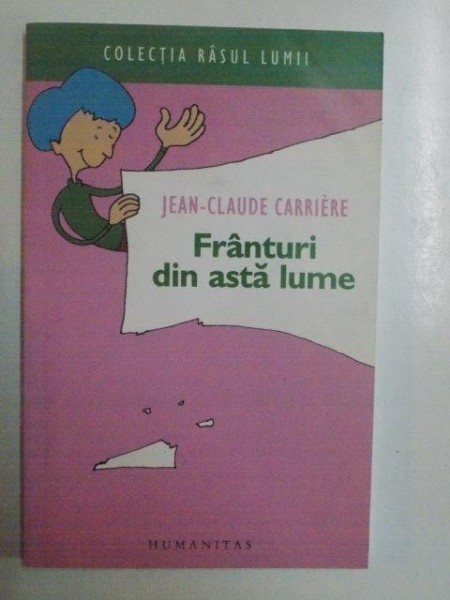 COLECȚIA RÂSUL LUMII
JEAN-CLAUDE CARRIÈRE
Frânturi
din astă lume
HUMANITAS